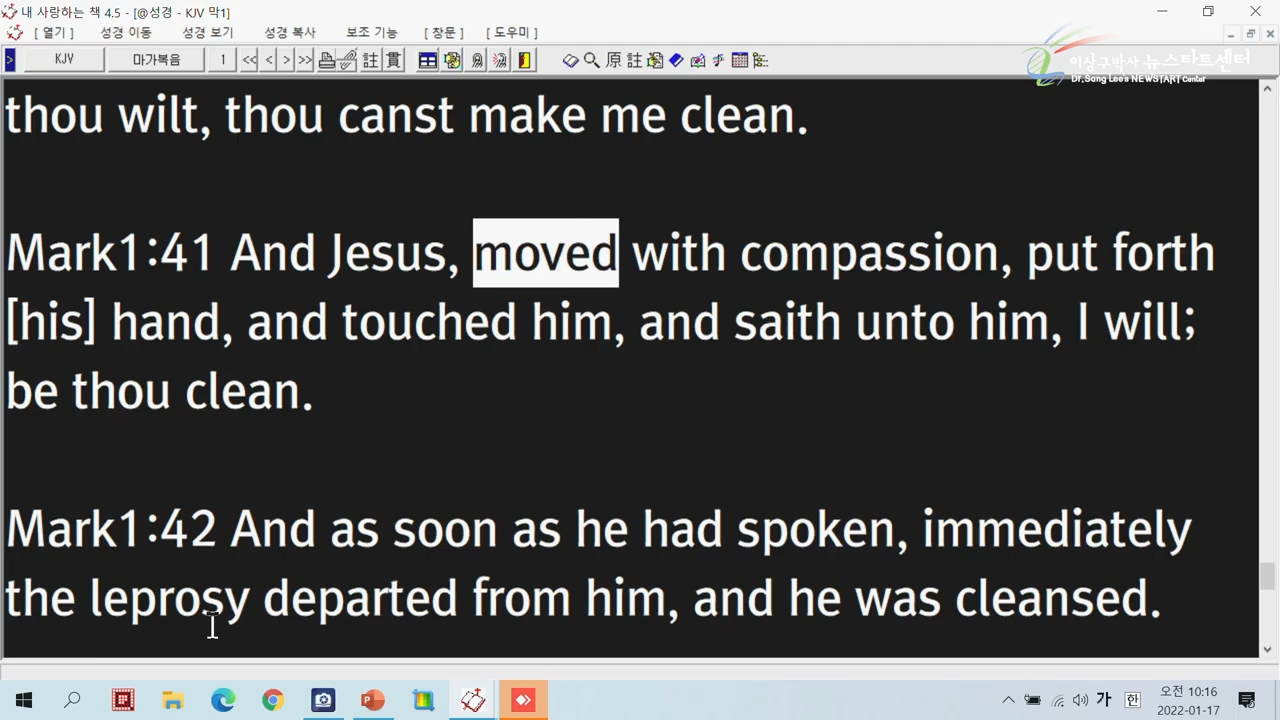 내 사랑하는 책 4.5 - [@성경 - KJV 막1]
[ 열기 ] 성경 이동 성경 보기 성경 복사 보조 기능 [ 창문 ] [ 도우미 ]
> KJV 마가복음 1 << < > >> 註 貫 原 註
이상구박사 뉴스타트센터
Dr. Sang Lee's NEWSTART Center
thou wilt, thou canst make me clean.
Mark1:41 And Jesus, moved with compassion, put forth
[his] hand, and touched him, and saith unto him, I will;
be thou clean.
Mark1:42 And as soon as he had spoken, immediately
the leprosy departed from him, and he was cleansed.
가 한 오전 10:16
2022-01-17